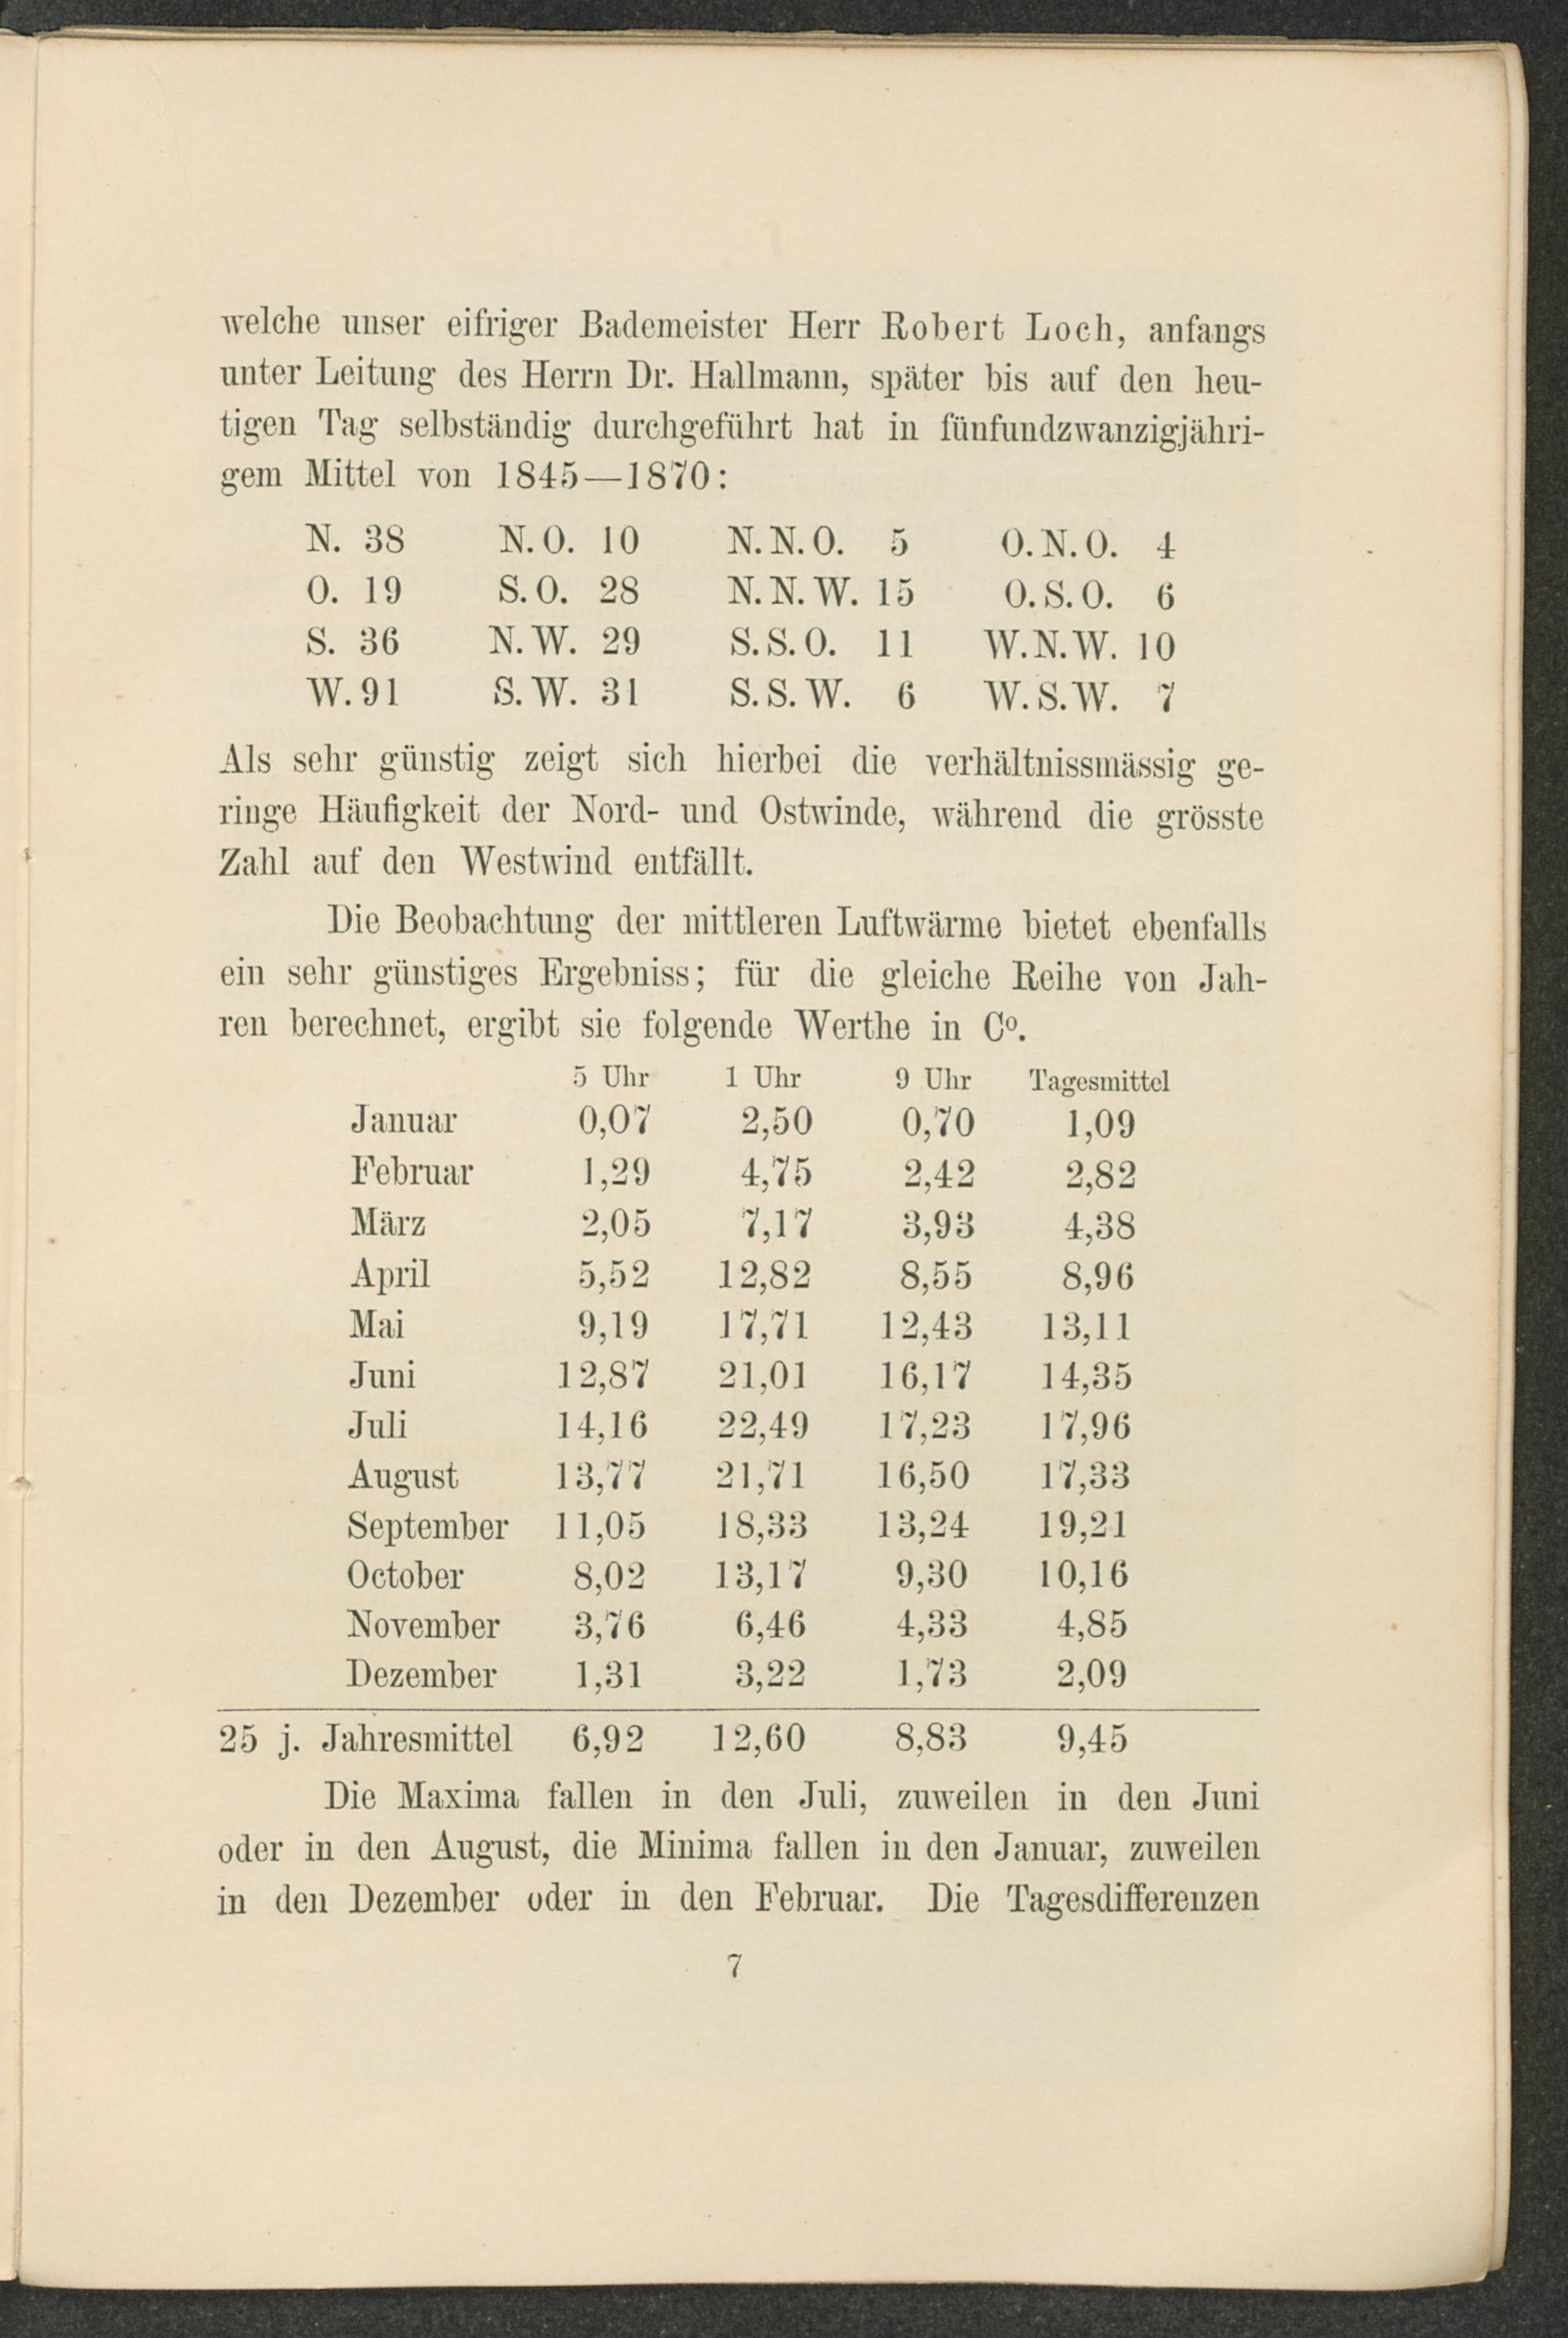 welche unser eifriger Bademeister Herr Robert Loch, anfangs
unter Leitung des Herrn Dr. Hallmann, später bis auf den heu-
tigen Tag selbständig durchgeführt hat in fünfundzwanzigjähri-
gem Mittel von 1845—1870:
N. 38 N.O. 10 N.N.O. 5 O.N.O. 4
O. 19 S.O. 28 N.N.W. 15 O.S.O. 6
S. 36 N.W. 29 S.S.O. 11 W.N.W. 10
W. 91 S.W. 31 S.S.W. 6 W.S.W. 7
Als sehr günstig zeigt sich hierbei die verhältnissmässig ge-
ringe Häufigkeit der Nord- und Ostwinde, während die grösste
Zahl auf den Westwind entfällt.
Die Beobachtung der mittleren Luftwärme bietet ebenfalls
ein sehr günstiges Ergebniss; für die gleiche Reihe von Jah-
ren berechnet, ergibt sie folgende Werthe in C°.
5 Uhr 1 Uhr 9 Uhr Tagesmittel
Januar 0,07 2,50 0,70 1,09
Februar 1,29 4,75 2,42 2,82
März 2,05 7,17 3,93 4,38
April 5,52 12,82 8,55 8,96
Mai 9,19 17,71 12,43 13,11
Juni 12,87 21,01 16,17 14,35
Juli 14,16 22,49 17,23 17,96
August 13,77 21,71 16,50 17,33
September 11,05 18,33 13,24 19,21
October 8,02 13,17 9,30 10,16
November 3,76 6,46 4,33 4,85
Dezember 1,31 3,22 1,73 2,09
25 j. Jahresmittel 6,92 12,60 8,83 9,45
Die Maxima fallen in den Juli, zuweilen in den Juni
oder in den August, die Minima fallen in den Januar, zuweilen
in den Dezember oder in den Februar. Die Tagesdifferenzen
7